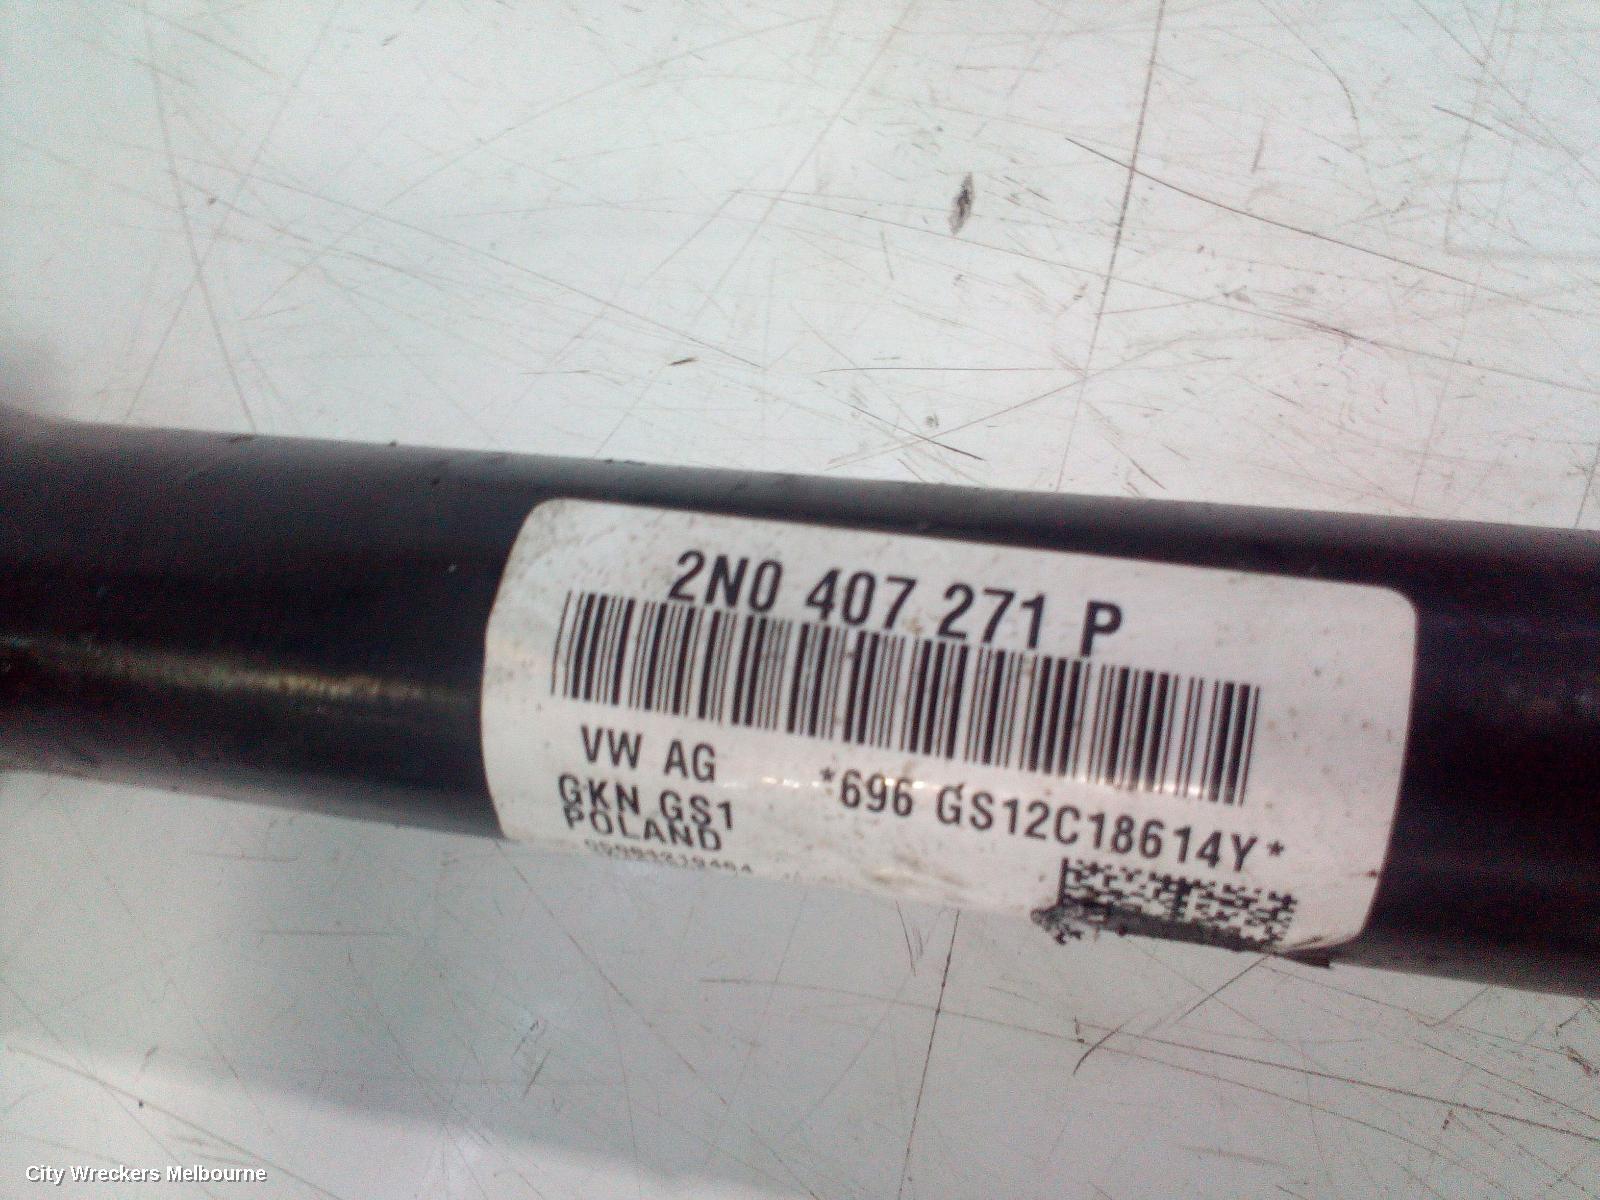 2N0 407 271 P
VW AG
*696 GS12C18614Y*
GKN GS1
POLAND
City Wreckers Melbourne